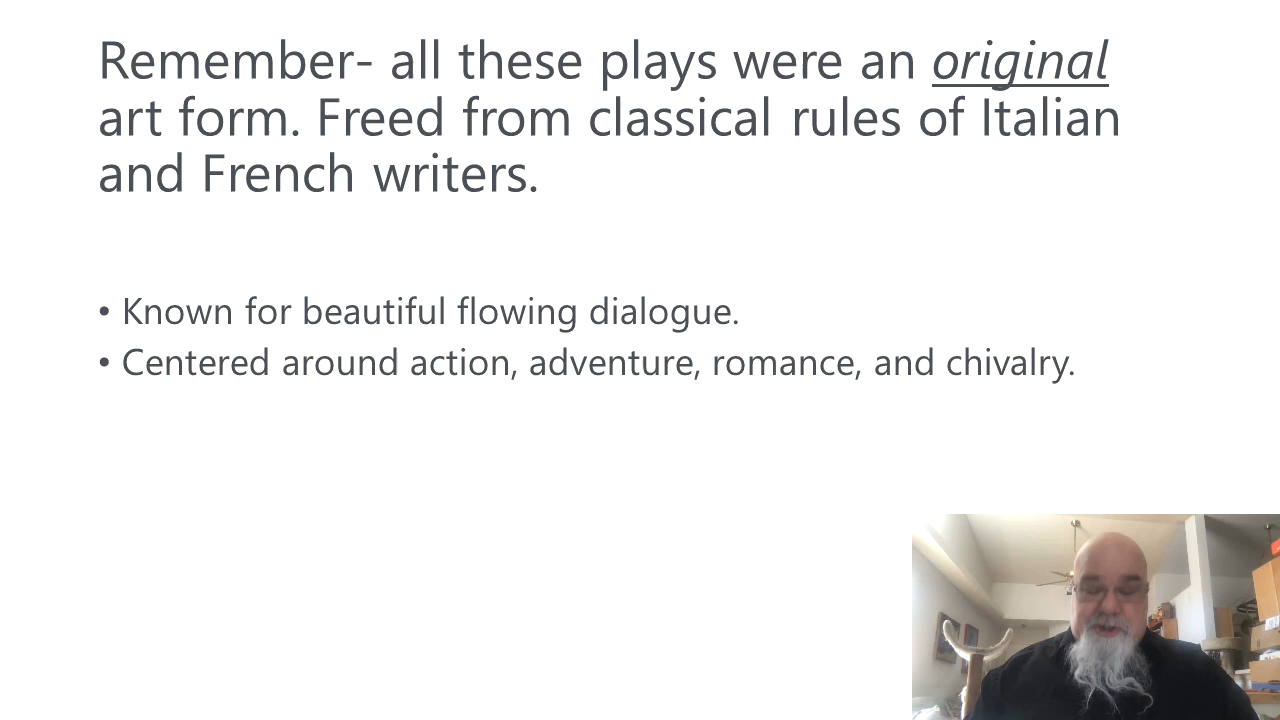 Remember- all these plays were an original
art form. Freed from classical rules of Italian
and French writers.
• Known for beautiful flowing dialogue.
• Centered around action, adventure, romance, and chivalry.